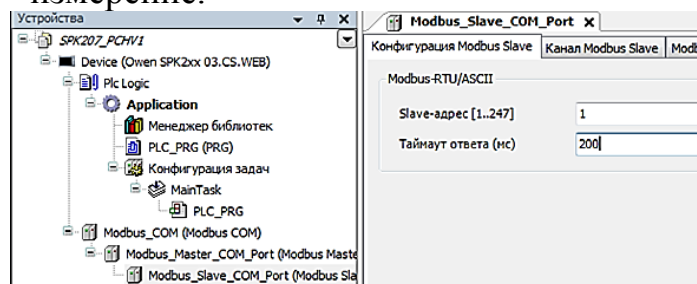 измерение.
Устройства
SPK207_PCHV1
Device (Owen SPK2xx 03.CS.WEB)
Plc Logic
Application
Менеджер библиотек
PLC_PRG (PRG)
Конфигурация задач
MainTask
PLC_PRG
Modbus_COM (Modbus COM)
Modbus_Master_COM_Port (Modbus Maste
Modbus_Slave_COM_Port (Modbus Sla
Modbus_Slave_COM_Port
Конфигурация Modbus Slave Канал Modbus Slave Modb
Modbus-RTU/ASCII
Slave-адрес [1..247] 1
Таймаут ответа (мс) 200